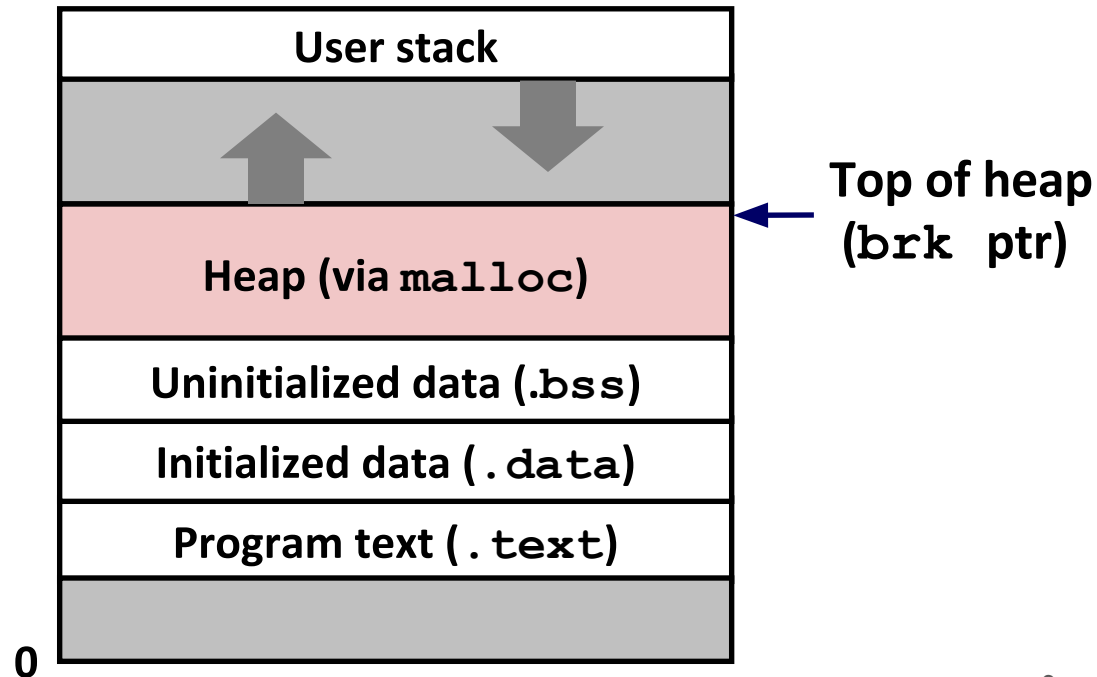 User stack
Top of heap
(brk ptr)
Heap (via malloc)
Uninitialized data (.bss)
Initialized data (.data)
Program text (.text)
0